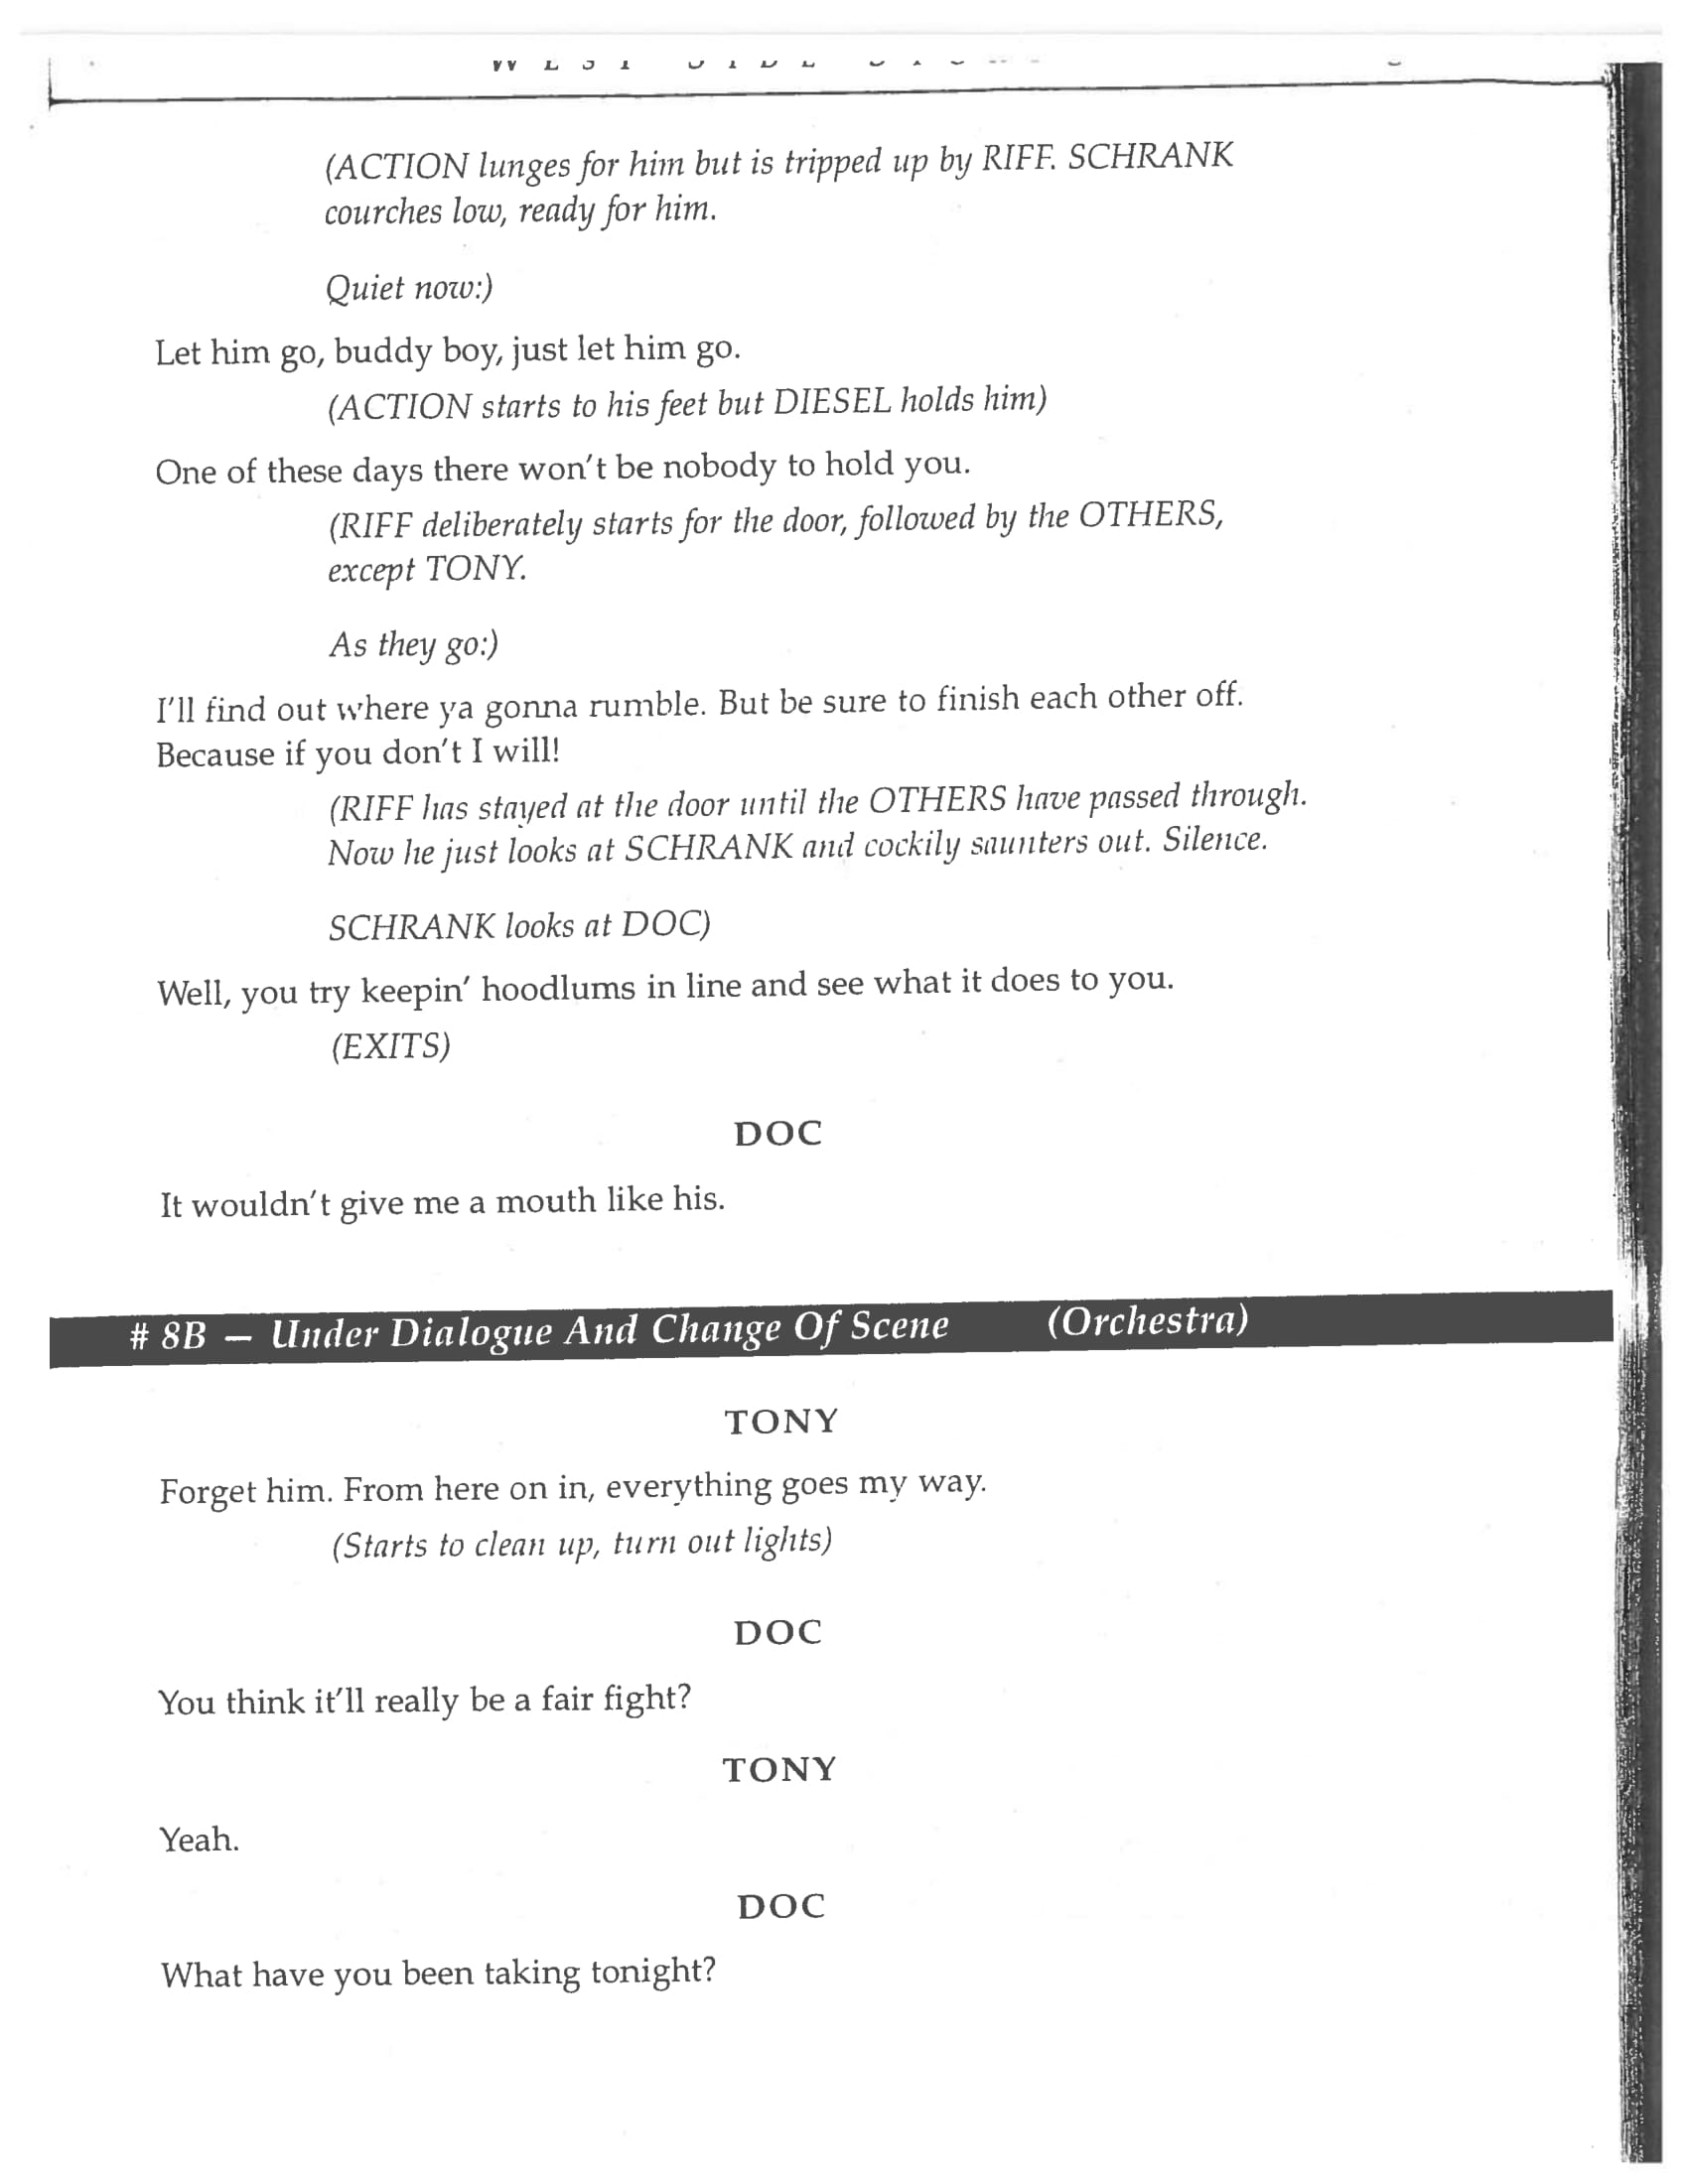 (ACTION lunges for him but is tripped up by RIFF. SCHRANK
courches low, ready for him.
Quiet now:)
Let him go, buddy boy, just let him go.
(ACTION starts to his feet but DIESEL holds him)
One of these days there won't be nobody to hold you.
(RIFF deliberately starts for the door, followed by the OTHERS,
except TONY.
As they go:)
I'll find out where ya gonna rumble. But be sure to finish each other off.
Because if you don't I will!
(RIFF has stayed at the door until the OTHERS have passed through.
Now he just looks at SCHRANK and cockily saunters out. Silence.
SCHRANK looks at DOC)
Well, you try keepin' hoodlums in line and see what it does to you.
(EXITS)
DOC
It wouldn't give me a mouth like his.
# 8B — Under Dialogue And Change Of Scene (Orchestra)
TONY
Forget him. From here on in, everything goes my way.
(Starts to clean up, turn out lights)
DOC
You think it'll really be a fair fight?
TONY
Yeah.
DOC
What have you been taking tonight?